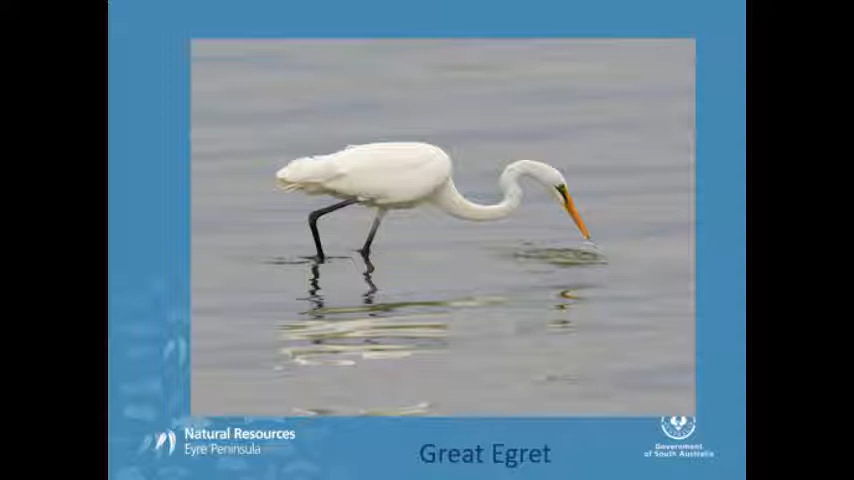 Natural Resources
Eyre Peninsula
Great Egret
Government
of South Australia